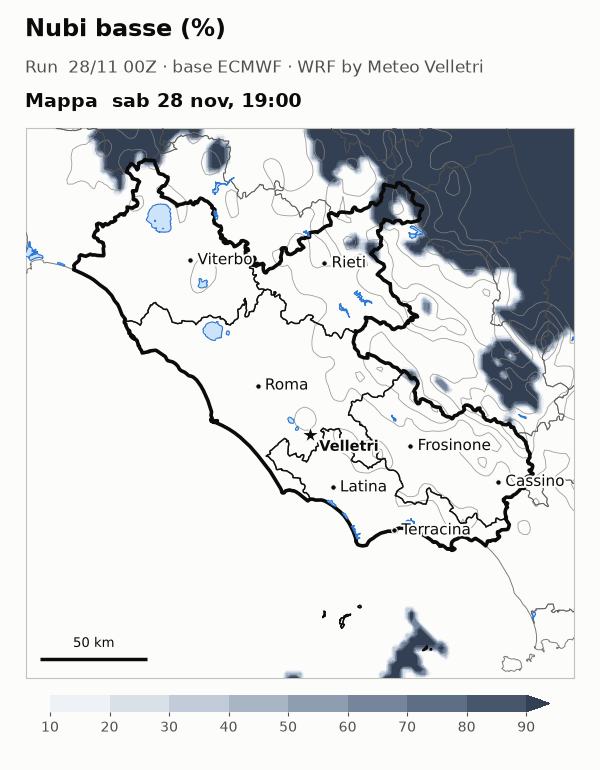 Nubi basse (%)
Run  28/11 00Z · base ECMWF · WRF by Meteo Velletri
Mappa  sab 28 nov, 19:00
Viterbo
Rieti
Roma
Velletri
Frosinone
Cassino
Latina
Terracina
50 km
10 20 30 40 50 60 70 80 90